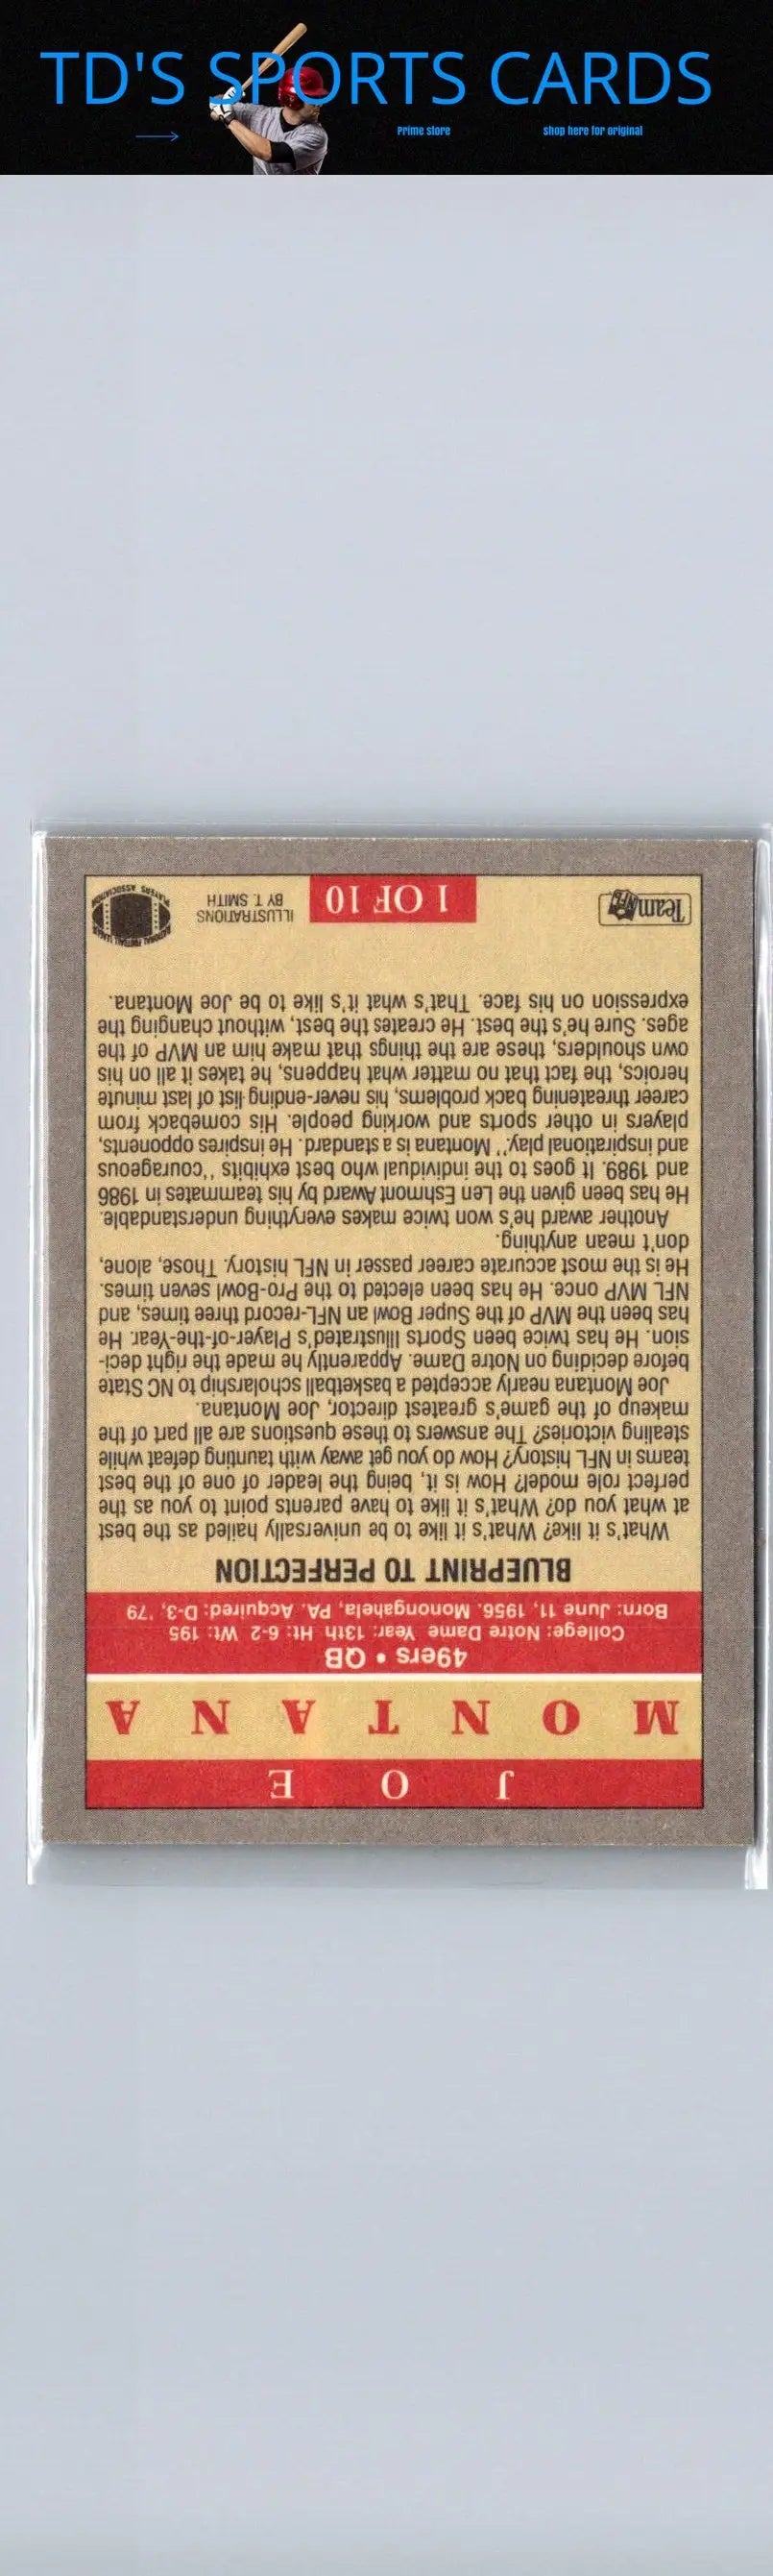 TD'S SPORTS CARDS
Prime store
shop here for original
JOE
MONTANA
49ers • QB
College: Notre Dame Year: 13th Ht: 6-2 Wt: 195
Born: June 11, 1956. Monongahela, PA. Acquired: D-3, '79
BLUEPRINT TO PERFECTION
What's it like? What's it like to be universally hailed as the best
at what you do? What's it like to have parents point to you as the
perfect role model? How is it, being the leader of one of the best
teams in NFL history? How do you get away with taunting defeat while
stealing victories? The answers to these questions are all part of the
makeup of the game's greatest director, Joe Montana.
Joe Montana nearly accepted a basketball scholarship to NC State
before deciding on Notre Dame. Apparently he made the right deci-
sion. He has twice been Sports Illustrated's Player-of-the-Year. He
has been the MVP of the Super Bowl an NFL-record three times, and
NFL MVP once. He has been elected to the Pro-Bowl seven times.
He is the most accurate career passer in NFL history. Those, alone,
don't mean anything.
Another award he's won twice makes everything understandable.
He has been given the Len Eshmont Award by his teammates in 1986
and 1989. It goes to the individual who best exhibits "courageous
and inspirational play." Montana is a standard. He inspires opponents,
players in other sports and working people. His comeback from
career threatening back problems, his never-ending list of last minute
heroics, the fact that no matter what happens, he takes it all on his
own shoulders, these are the things that make him an MVP of the
ages. Sure he's the best. He creates the best, without changing the
expression on his face. That's what it's like to be Joe Montana.
Team NFL
1 OF 10
ILLUSTRATIONS
BY T. SMITH
NATIONAL FOOTBALL LEAGUE
PLAYERS ASSOCIATION